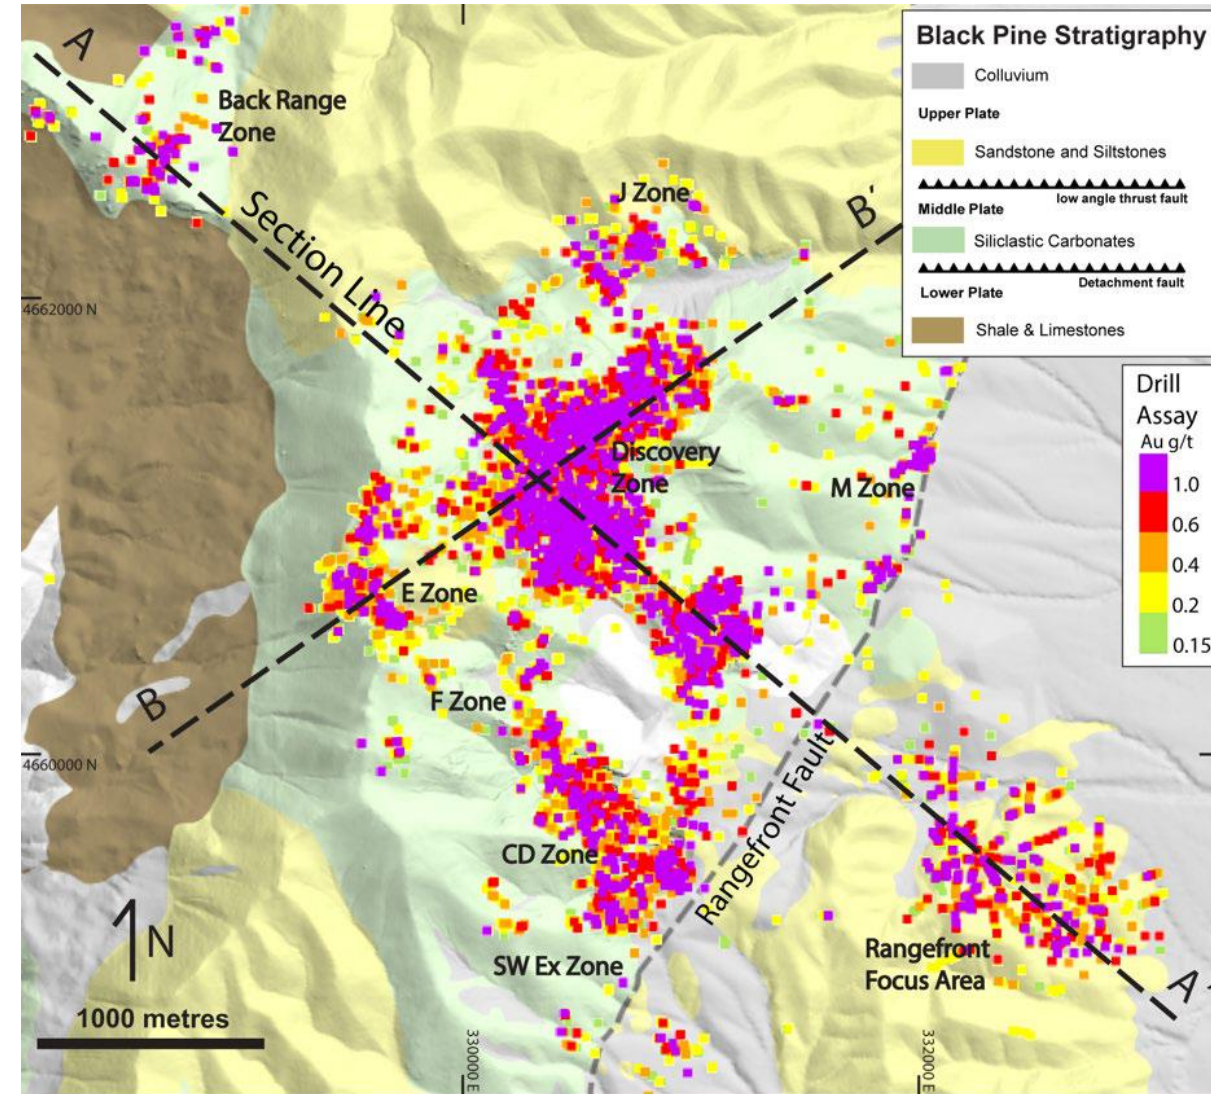 Black Pine Stratigraphy
Colluvium
Upper Plate
Sandstone and Siltstones
low angle thrust fault
Middle Plate
Siliclastic Carbonates
Detachment fault
Lower Plate
Shale & Limestones
Drill
Assay
Au g/t
1.0
0.6
0.4
0.2
0.15
A
Back Range
Zone
Section Line
J Zone
B'
4662000 N
Discovery
Zone
M Zone
E Zone
B
F Zone
4660000 N
Rangefront Fault
CD Zone
N
Rangefront
Focus Area
SW Ex Zone
A'
1000 metres
330000 E
332000 E